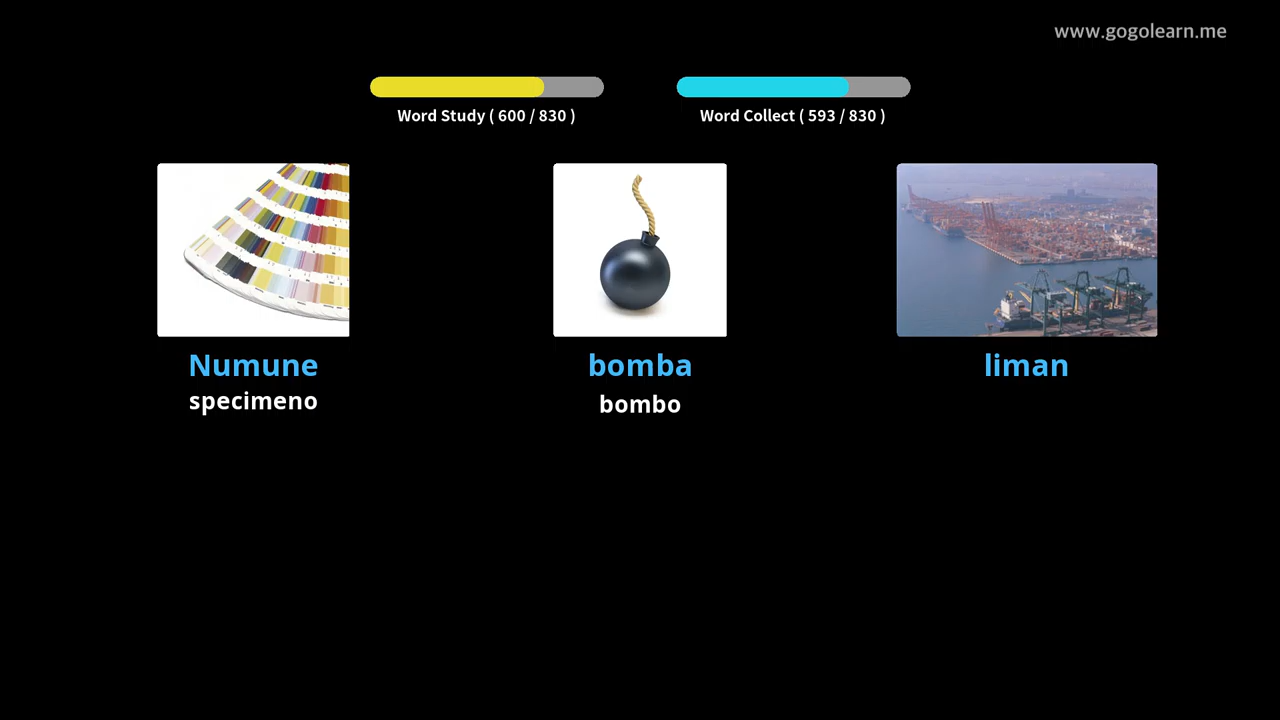 www.gogolearn.me
Word Study ( 600 / 830 )
Word Collect ( 593 / 830 )
Numune
specimeno
bomba
bombo
liman